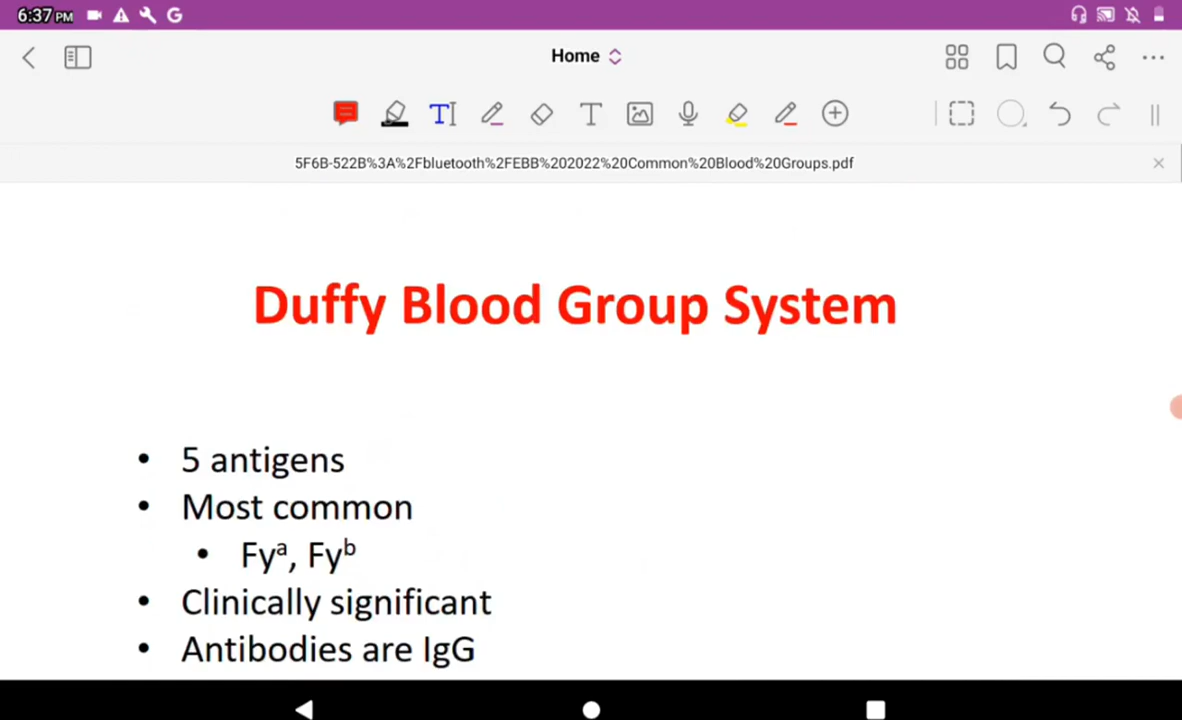 6:37 PM
Home
5F6B-522B%3A%2Fbluetooth%2FEBB%202022%20Common%20Blood%20Groups.pdf
Duffy Blood Group System
• 5 antigens
• Most common
• Fyᵃ, Fyᵇ
• Clinically significant
• Antibodies are IgG